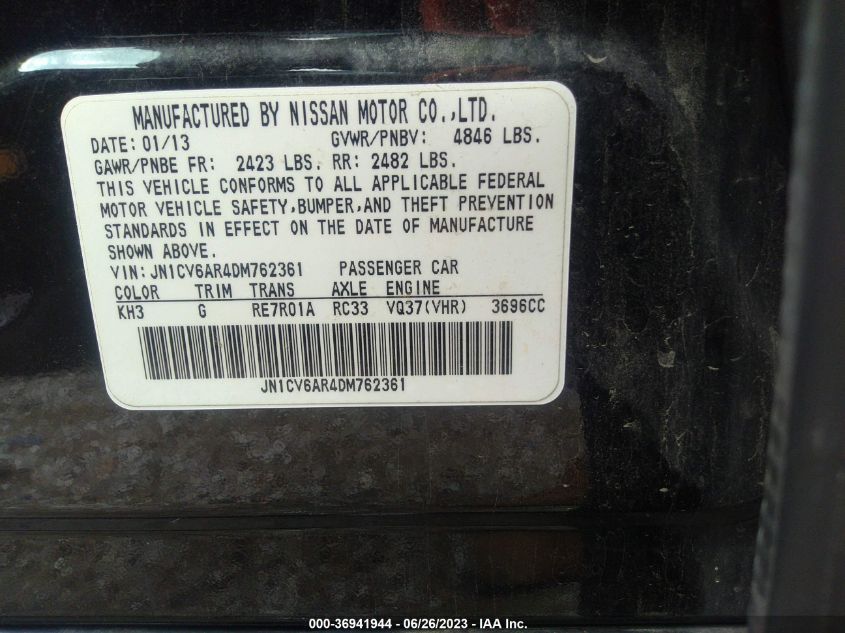 MANUFACTURED BY NISSAN MOTOR CO.,LTD.
DATE: 01/13 GVWR/PNBV: 4846 LBS.
GAWR/PNBE FR: 2423 LBS. RR: 2482 LBS.
THIS VEHICLE CONFORMS TO ALL APPLICABLE FEDERAL
MOTOR VEHICLE SAFETY,BUMPER,AND THEFT PREVENTION
STANDARDS IN EFFECT ON THE DATE OF MANUFACTURE
SHOWN ABOVE.
VIN: JN1CV6AR4DM762361 PASSENGER CAR
COLOR TRIM TRANS AXLE ENGINE
KH3 G RE7R01A RC33 VQ37(VHR) 3696CC
JN1CV6AR4DM762361
000-36941944 - 06/26/2023 - www.iaai.com